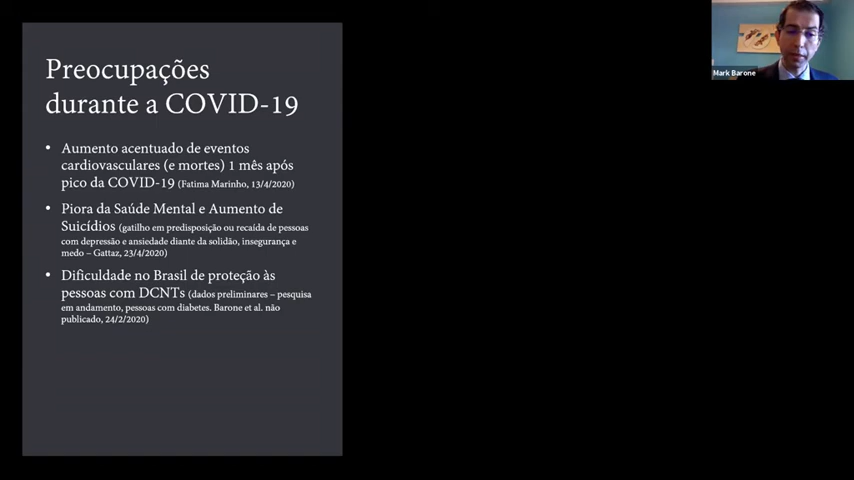 Preocupações
durante a COVID-19
• Aumento acentuado de eventos
cardiovasculares (e mortes) 1 mês após
pico da COVID-19 (Fatima Marinho, 13/4/2020)
• Piora da Saúde Mental e Aumento de
Suicídios (gatilho em predisposição ou recaída de pessoas
com depressão e ansiedade diante da solidão, insegurança e
medo – Gattaz, 23/4/2020)
• Dificuldade no Brasil de proteção às
pessoas com DCNTs (dados preliminares – pesquisa
em andamento, pessoas com diabetes. Barone et al. não
publicado, 24/2/2020)
Mark Barone